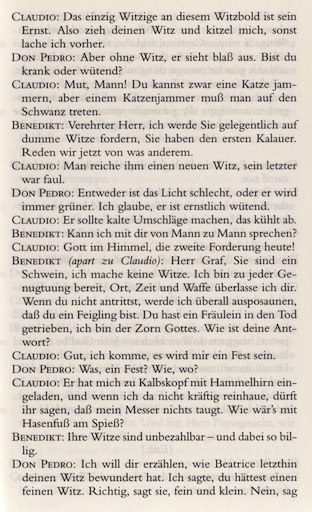 CLAUDIO: Das einzig Witzige an diesem Witzbold ist sein
Ernst. Also zieh deinen Witz und kitzel mich, sonst
lache ich vorher.
DON PEDRO: Aber ohne Witz, er sieht blaß aus. Bist du
krank oder wütend?
CLAUDIO: Mut, Mann! Du kannst zwar eine Katze jam-
mern, aber einem Katzenjammer muß man auf den
Schwanz treten.
BENEDIKT: Verehrter Herr, ich werde Sie gelegentlich auf
dumme Witze fordern, Sie haben den ersten Kalauer.
Reden wir jetzt von was anderem.
CLAUDIO: Man reiche ihm einen neuen Witz, sein letzter
war faul.
DON PEDRO: Entweder ist das Licht schlecht, oder er wird
immer grüner. Ich glaube, er ist ernstlich wütend.
CLAUDIO: Er sollte kalte Umschläge machen, das kühlt ab.
BENEDIKT: Kann ich mit dir von Mann zu Mann sprechen?
CLAUDIO: Gott im Himmel, die zweite Forderung heute!
BENEDIKT (apart zu Claudio): Herr Graf, Sie sind ein
Schwein, ich mache keine Witze. Ich bin zu jeder Ge-
nugtuung bereit, Ort, Zeit und Waffe überlasse ich dir.
Wenn du nicht antrittst, werde ich überall ausposaunen,
daß du ein Feigling bist. Du hast ein Fräulein in den Tod
getrieben, ich bin der Zorn Gottes. Wie ist deine Ant-
wort?
CLAUDIO: Gut, ich komme, es wird mir ein Fest sein.
DON PEDRO: Was, ein Fest? Wie, wo?
CLAUDIO: Er hat mich zu Kalbskopf mit Hammelhirn ein-
geladen, und wenn ich da nicht kräftig reinhaue, dürft
ihr sagen, daß mein Messer nichts taugt. Wie wär's mit
Hasenfuß am Spieß?
BENEDIKT: Ihre Witze sind unbezahlbar – und dabei so bil-
lig.
DON PEDRO: Ich will dir erzählen, wie Beatrice letzthin
deinen Witz bewundert hat. Ich sagte, du hättest einen
feinen Witz. Richtig, sagt sie, fein und klein. Nein, sag